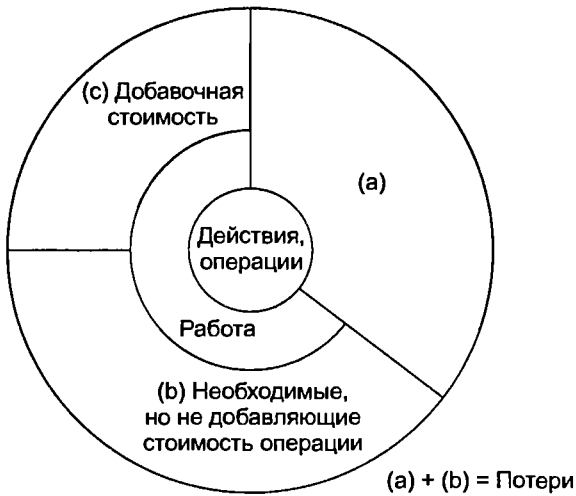 (c) Добавочная
стоимость
(a)
Действия,
операции
Работа
(b) Необходимые,
но не добавляющие
стоимость операции
(a) + (b) = Потери